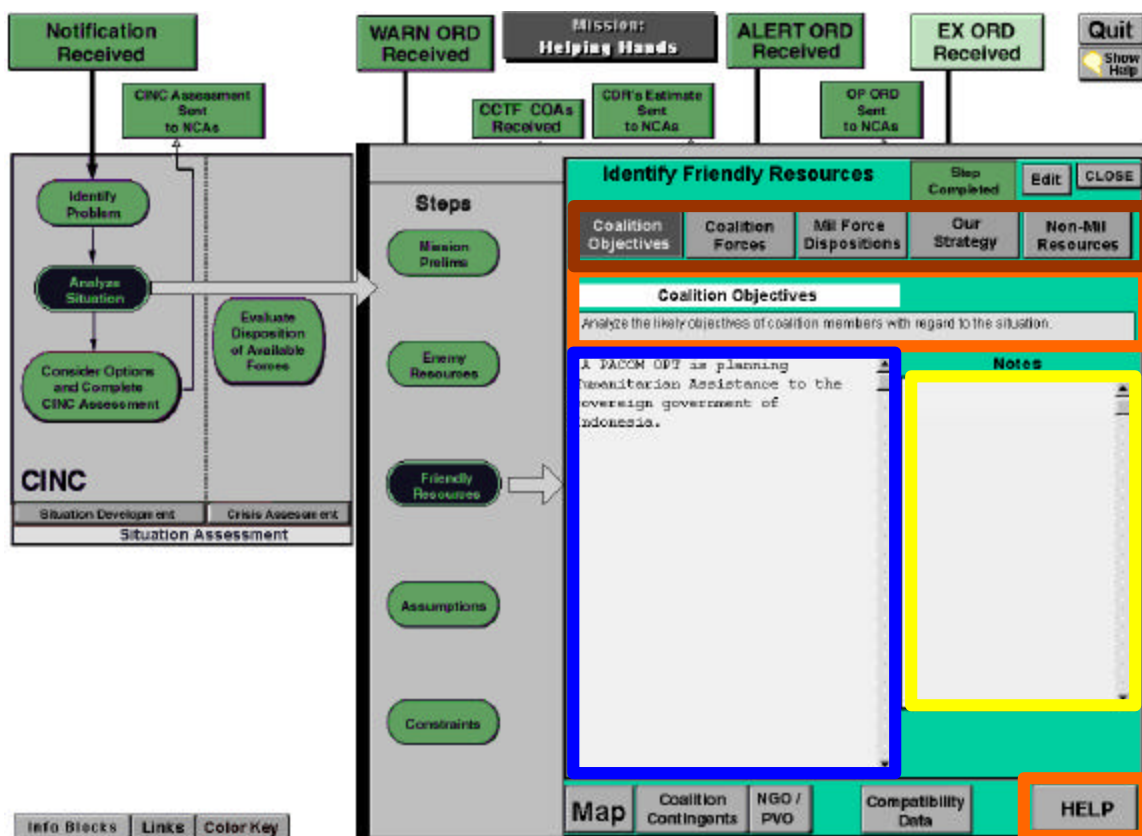 Notification
Received
WARN ORD
Received
Mission:
Helping Hands
ALERT ORD
Received
EX ORD
Received
Quit
Show
Help
CINC Assessment
Sent
to NCAs
CCTF COAs
Received
CDR's Estimate
Sent
to NCAs
OP ORD
Sent
to NCAs
Identify
Problem
Analyze
Situation
Consider Options
and Complete
CINC Assessment
Evaluate
Disposition
of Available
Forces
CINC
Situation Development
Crisis Assessment
Situation Assessment
Steps
Mission
Prelims
Enemy
Resources
Friendly
Resources
Assumptions
Constraints
Identify Friendly Resources
Step
Completed
Edit
CLOSE
Coalition
Objectives
Coalition
Forces
Mil Force
Dispositions
Our
Strategy
Non-Mil
Resources
Coalition Objectives
Analyze the likely objectives of coalition members with regard to the situation.
A PACOM OPT is planning
Humanitarian Assistance to the
sovereign government of
Indonesia.
Notes
Map
Coalition
Contingents
NGO /
PVO
Compatibility
Data
HELP
Info Blocks
Links
Color Key